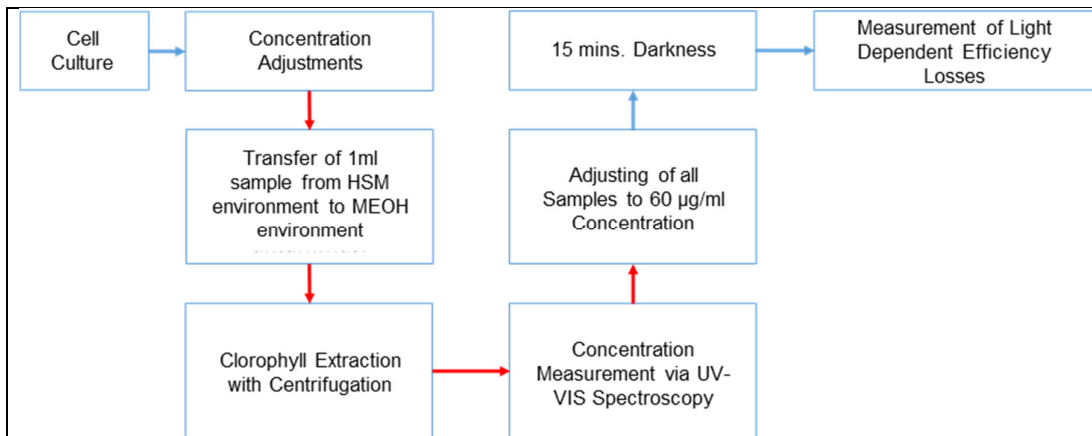 Cell
Culture
Concentration
Adjustments
Transfer of 1ml
sample from HSM
environment to MEOH
environment
Clorophyll Extraction
with Centrifugation
Concentration
Measurement via UV-
VIS Spectroscopy
Adjusting of all
Samples to 60 µg/ml
Concentration
15 mins. Darkness
Measurement of Light
Dependent Efficiency
Losses